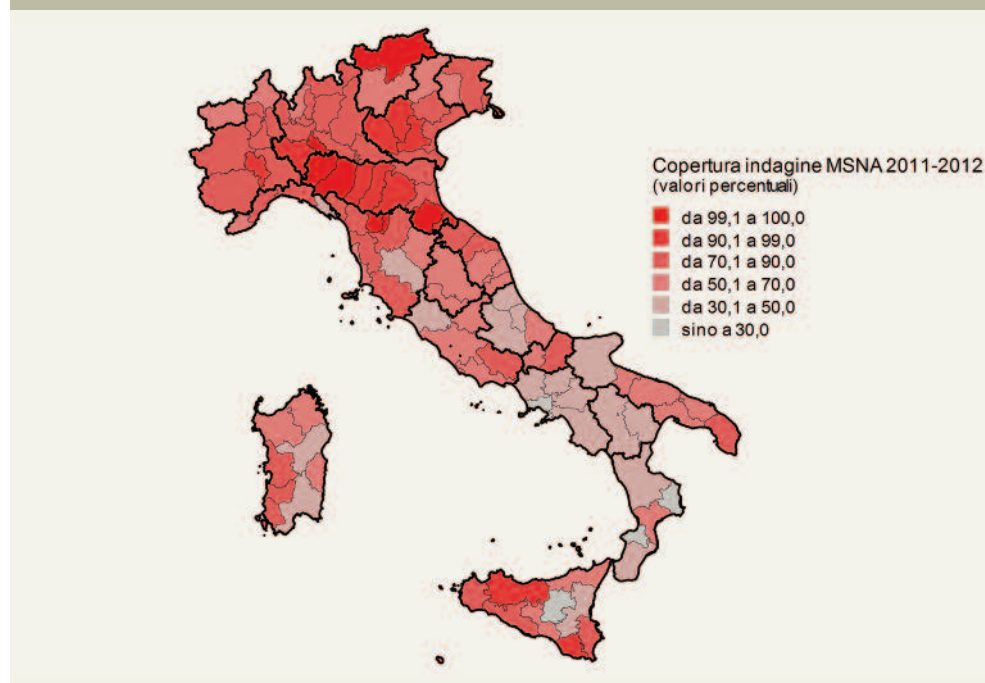 Copertura indagine MSNA 2011-2012
(valori percentuali)
da 99,1 a 100,0
da 90,1 a 99,0
da 70,1 a 90,0
da 50,1 a 70,0
da 30,1 a 50,0
sino a 30,0